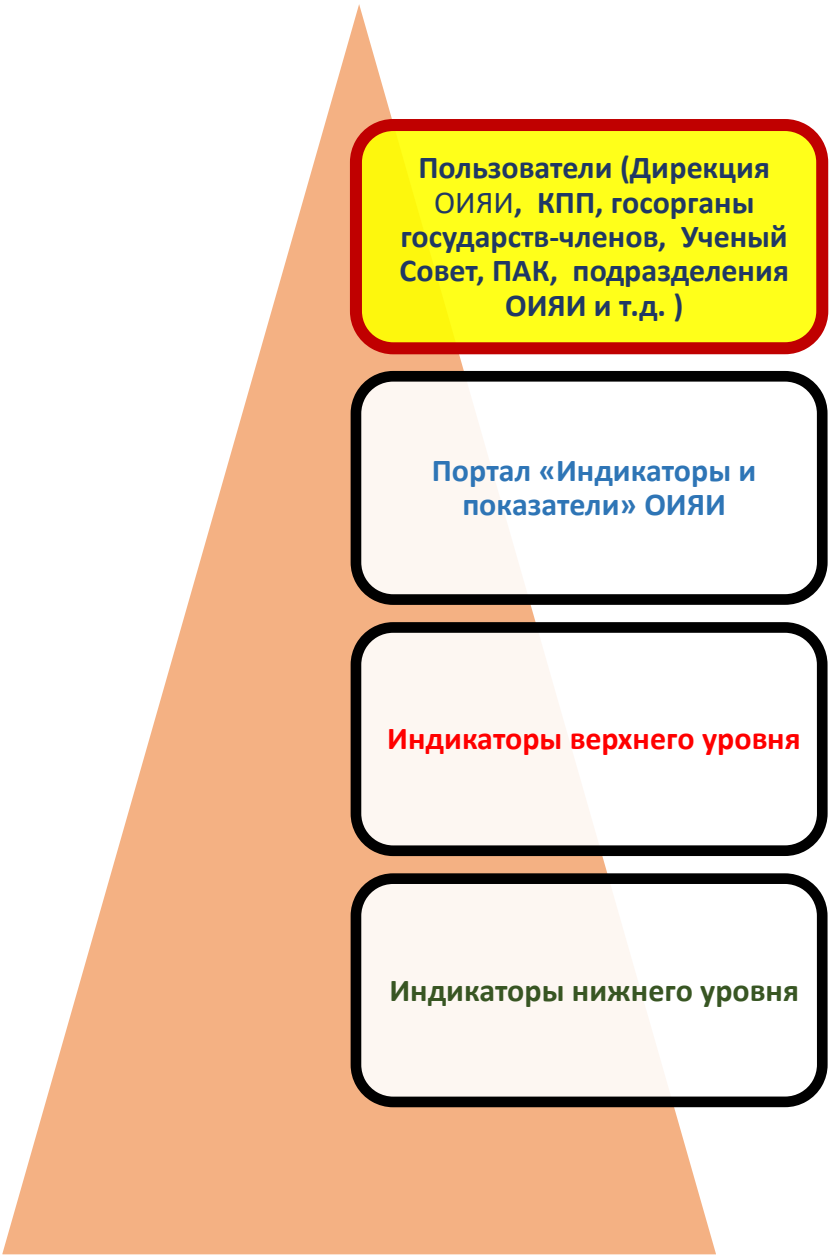 Пользователи (Дирекция
ОИЯИ, КПП, госорганы
государств-членов, Ученый
Совет, ПАК, подразделения
ОИЯИ и т.д. )
Портал «Индикаторы и
показатели» ОИЯИ
Индикаторы верхнего уровня
Индикаторы нижнего уровня